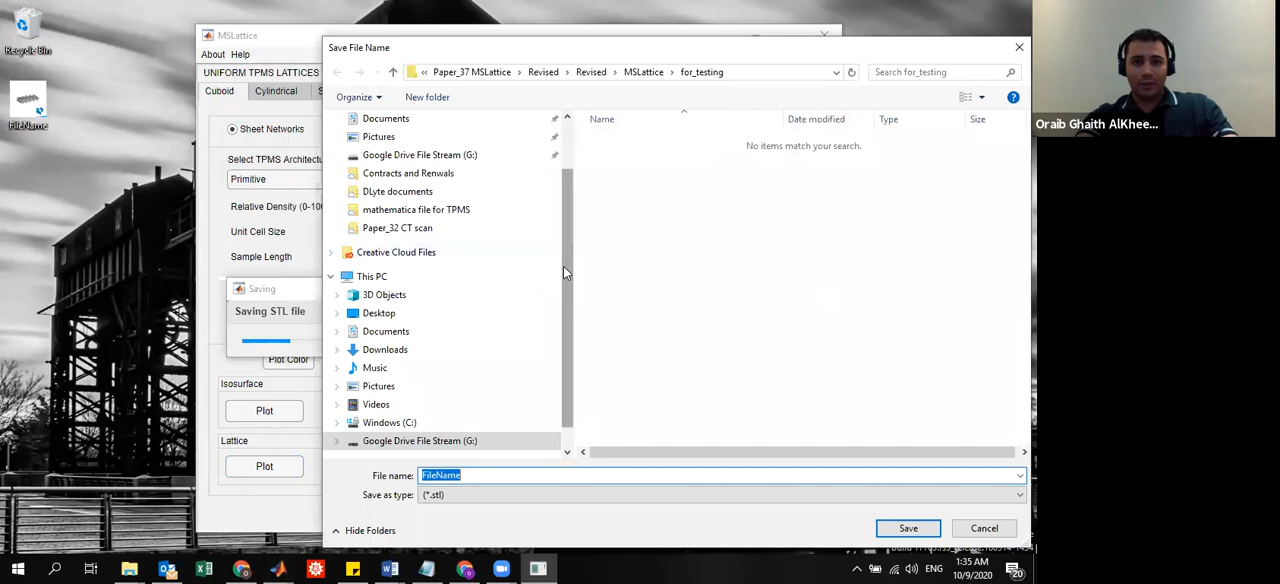 Recycle Bin
FileName
MSLattice
About Help
UNIFORM TPMS LATTICES
Cuboid Cylindrical S
Sheet Networks
Select TPMS Architectu
Primitive
Relative Density (0-100
Unit Cell Size
Sample Length
Saving
Saving STL file
Plot Color
Isosurface
Plot
Lattice
Plot
Save File Name
« Paper_37 MSLattice > Revised > Revised > MSLattice > for_testing
Search for_testing
Organize
New folder
Documents
Pictures
Google Drive File Stream (G:)
Contracts and Renwals
DLyte documents
mathematica file for TPMS
Paper_32 CT scan
Creative Cloud Files
This PC
3D Objects
Desktop
Documents
Downloads
Music
Pictures
Videos
Windows (C:)
Google Drive File Stream (G:)
Name Date modified Type Size
No items match your search.
File name: FileName
Save as type: (*.stl)
Hide Folders
Save Cancel
Oraib Ghaith AlKhee...
ENG
1:35 AM
10/9/2020
20